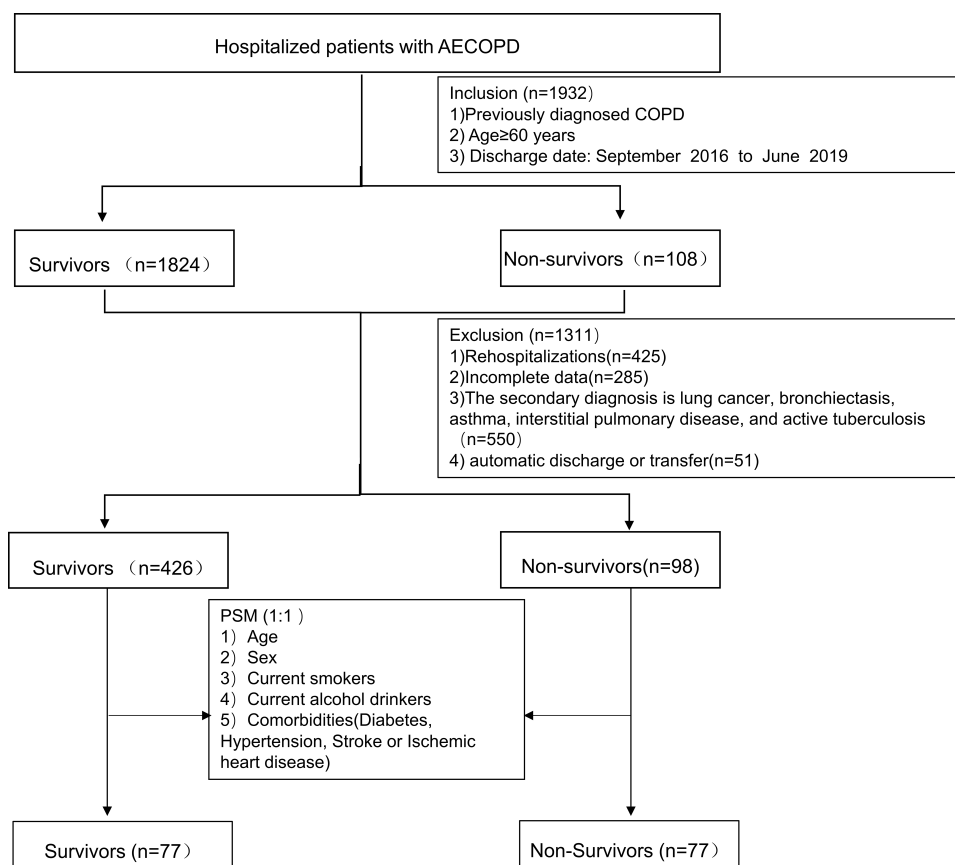 Hospitalized patients with AECOPD
Inclusion (n=1932）
1)Previously diagnosed COPD
2) Age≥60 years
3) Discharge date: September 2016 to June 2019
Survivors （n=1824）
Non-survivors（n=108）
Exclusion (n=1311）
1)Rehospitalizations(n=425)
2)Incomplete data(n=285)
3)The secondary diagnosis is lung cancer, bronchiectasis,
asthma, interstitial pulmonary disease, and active tuberculosis
（n=550）
4) automatic discharge or transfer(n=51)
Survivors （n=426）
Non-survivors(n=98)
PSM (1:1 ）
1）Age
2）Sex
3）Current smokers
4）Current alcohol drinkers
5）Comorbidities(Diabetes,
Hypertension, Stroke or Ischemic
heart disease)
Survivors (n=77）
Non-Survivors (n=77）